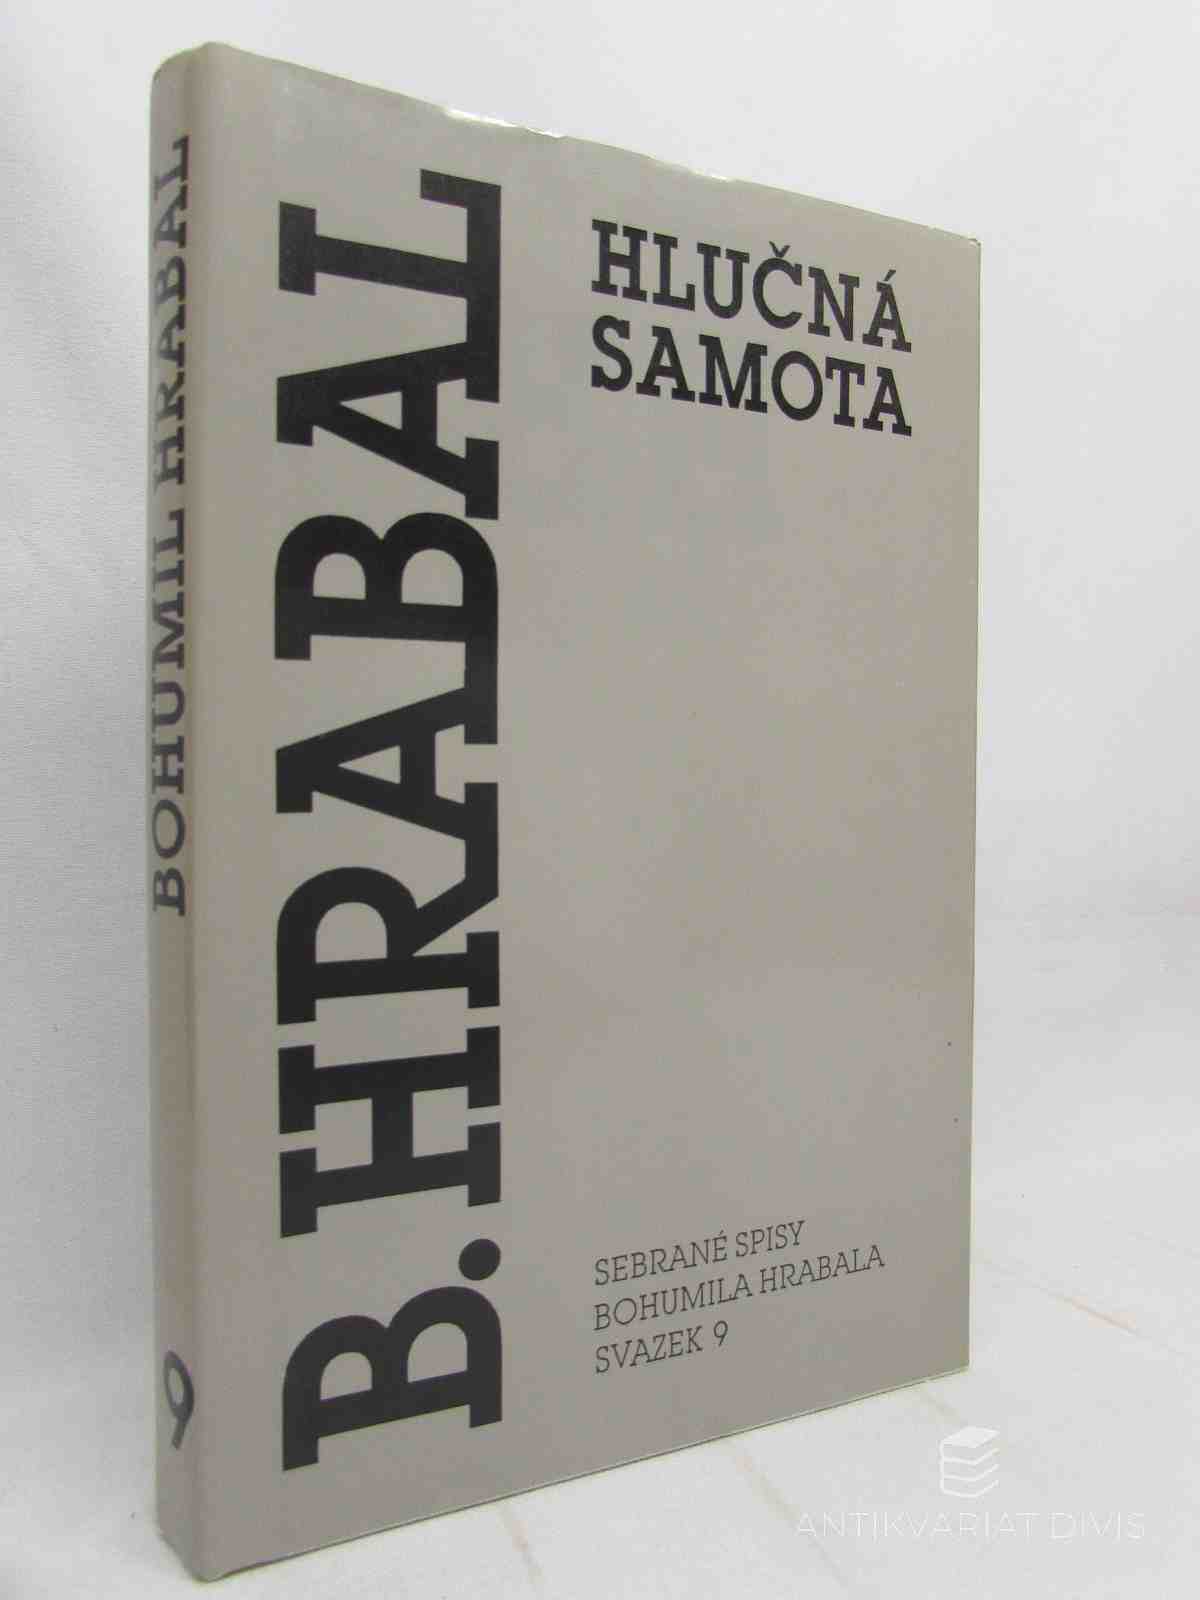 BOHUMIL HRABAL
9
B. HRABAL
HLUČNÁ
SAMOTA
SEBRANÉ SPISY
BOHUMILA HRABALA
SVAZEK 9
ANTIKVARIAT DIVIS